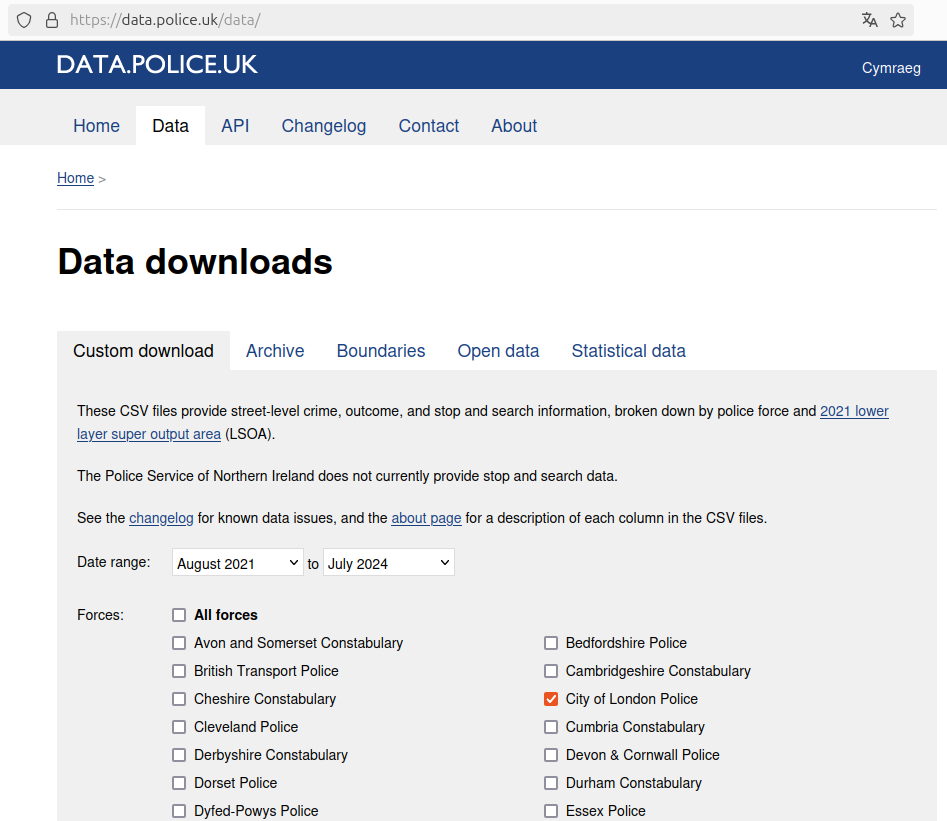 https://data.police.uk/data/
DATA.POLICE.UK
Cymraeg
Home Data API Changelog Contact About
Home >
Data downloads
Custom download Archive Boundaries Open data Statistical data
These CSV files provide street-level crime, outcome, and stop and search information, broken down by police force and 2021 lower
layer super output area (LSOA).
The Police Service of Northern Ireland does not currently provide stop and search data.
See the changelog for known data issues, and the about page for a description of each column in the CSV files.
Date range: August 2021 to July 2024
Forces: All forces
Avon and Somerset Constabulary Bedfordshire Police
British Transport Police Cambridgeshire Constabulary
Cheshire Constabulary City of London Police
Cleveland Police Cumbria Constabulary
Derbyshire Constabulary Devon & Cornwall Police
Dorset Police Durham Constabulary
Dyfed-Powys Police Essex Police